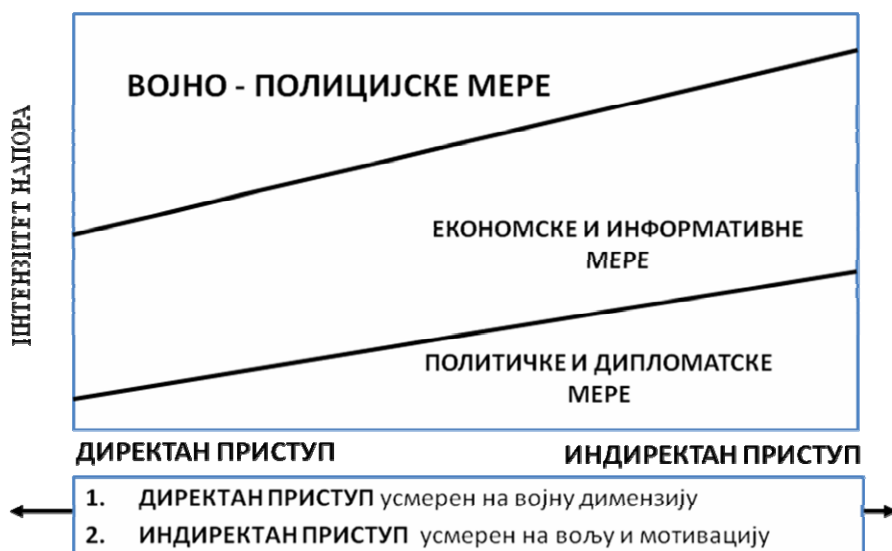 ВОЈНО - ПОЛИЦИЈСКЕ МЕРЕ
ИНТЕНЗИТЕТ НАПОРА
ЕКОНОМСКЕ И ИНФОРМАТИВНЕ
МЕРЕ
ПОЛИТИЧКЕ И ДИПЛОМАТСКЕ
МЕРЕ
ДИРЕКТАН ПРИСТУП
ИНДИРЕКТАН ПРИСТУП
1. ДИРЕКТАН ПРИСТУП усмерен на војну димензију
2. ИНДИРЕКТАН ПРИСТУП усмерен на вољу и мотивацију